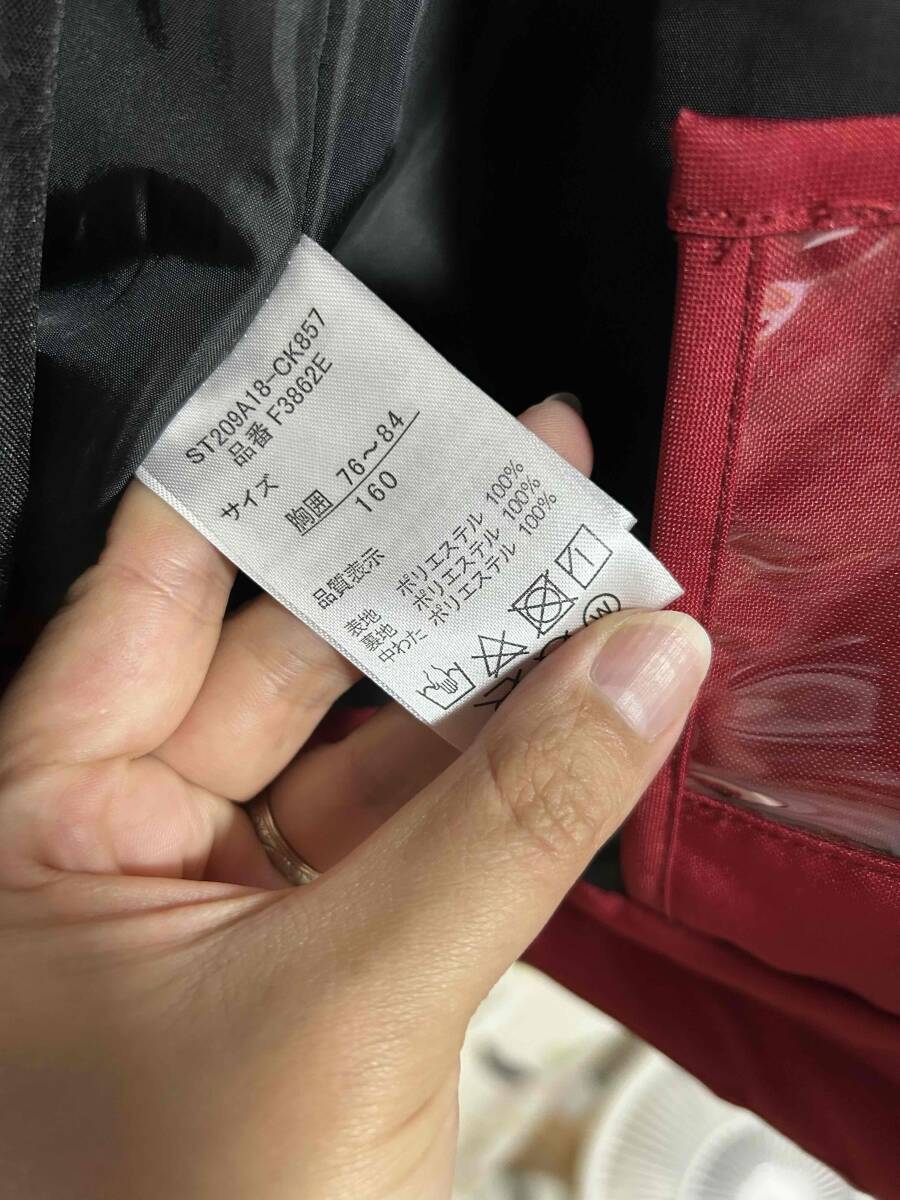 ST209A18-CK857
品番 F3862E
サイズ
胸囲 76～84
160
品質表示
表地 ポリエステル 100%
裏地 ポリエステル 100%
中わた ポリエステル 100%
W